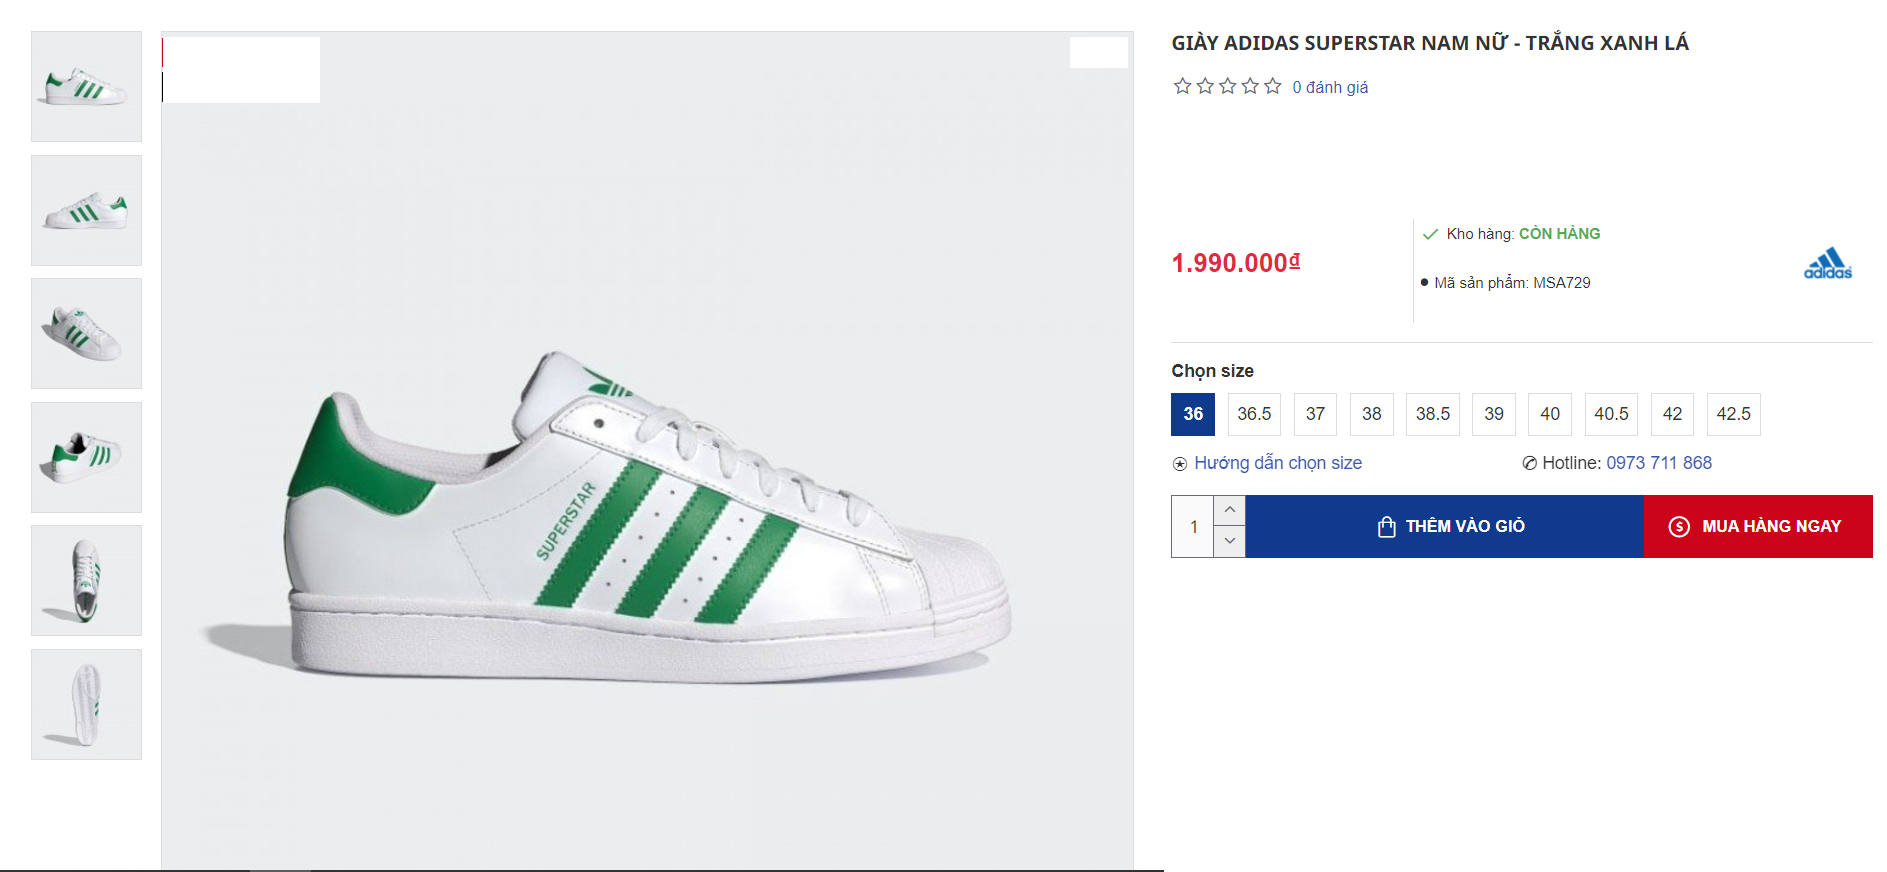 GIÀY ADIDAS SUPERSTAR NAM NỮ - TRẮNG XANH LÁ
0 đánh giá
1.990.000₫
Kho hàng: CÒN HÀNG
Mã sản phẩm: MSA729
adidas
Chọn size
36 36.5 37 38 38.5 39 40 40.5 42 42.5
Hướng dẫn chọn size
Hotline: 0973 711 868
1
THÊM VÀO GIỎ
MUA HÀNG NGAY
SUPERSTAR